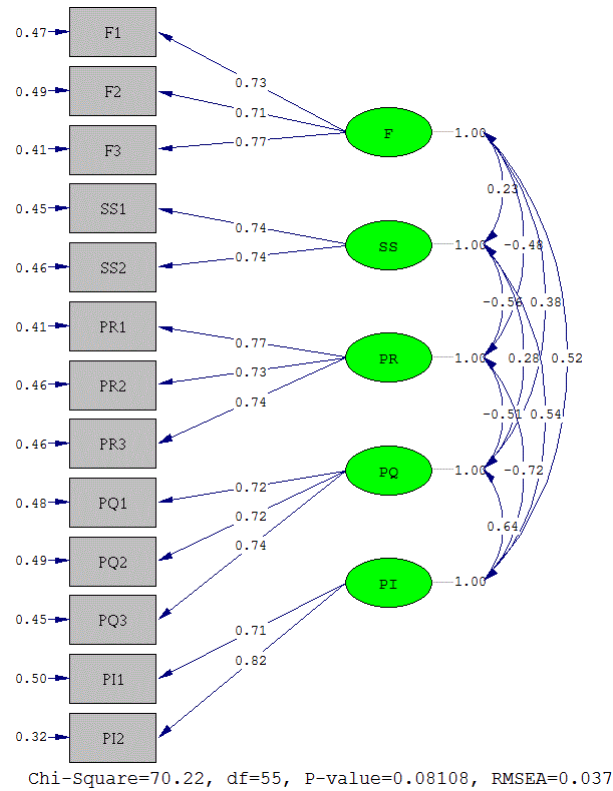 0.47 F1
0.73
0.49 F2
0.71
F 1.00
0.41 F3
0.77
0.23
0.45 SS1
0.74
SS 1.00 -0.48
0.46 SS2
0.74
-0.56 0.38
0.41 PR1
0.77
PR 1.00 0.28 0.52
0.46 PR2
0.73
0.74
-0.51 0.54
0.46 PR3
PQ 1.00 -0.72
0.48 PQ1
0.72
0.72
0.64
0.49 PQ2
0.74
PI 1.00
0.45 PQ3
0.71
0.50 PI1
0.82
0.32 PI2
Chi-Square=70.22, df=55, P-value=0.08108, RMSEA=0.037